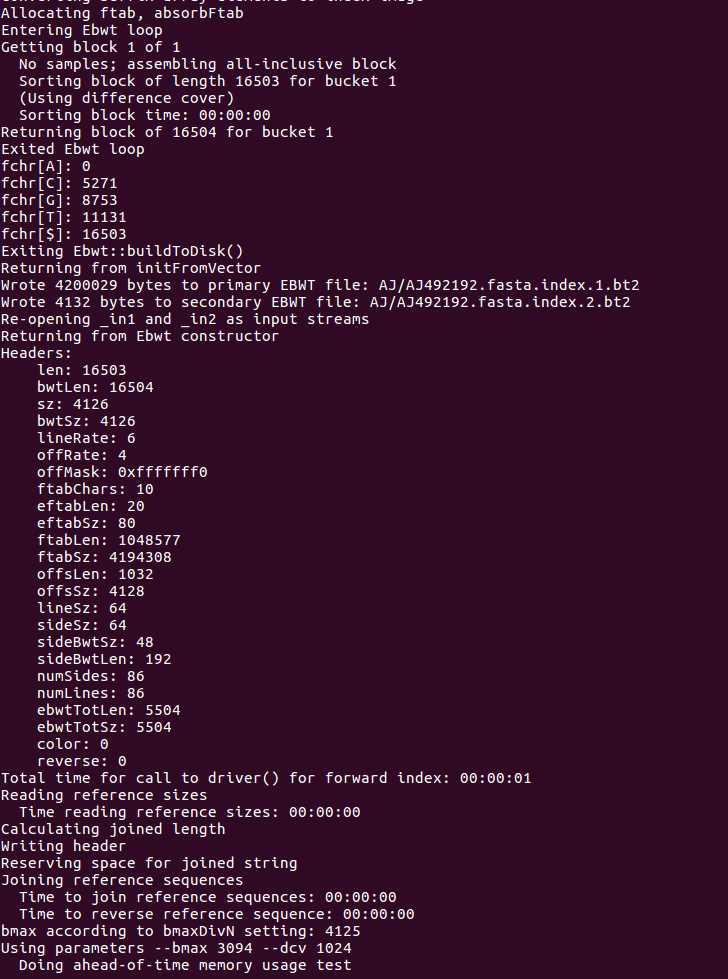 Allocating ftab, absorbFtab
Entering Ebwt loop
Getting block 1 of 1
  No samples; assembling all-inclusive block
  Sorting block of length 16503 for bucket 1
  (Using difference cover)
  Sorting block time: 00:00:00
Returning block of 16504 for bucket 1
Exited Ebwt loop
fchr[A]: 0
fchr[C]: 5271
fchr[G]: 8753
fchr[T]: 11131
fchr[$]: 16503
Exiting Ebwt::buildToDisk()
Returning from initFromVector
Wrote 4200029 bytes to primary EBWT file: AJ/AJ492192.fasta.index.1.bt2
Wrote 4132 bytes to secondary EBWT file: AJ/AJ492192.fasta.index.2.bt2
Re-opening _in1 and _in2 as input streams
Returning from Ebwt constructor
Headers:
    len: 16503
    bwtLen: 16504
    sz: 4126
    bwtSz: 4126
    lineRate: 6
    offRate: 4
    offMask: 0xfffffff0
    ftabChars: 10
    eftabLen: 20
    eftabSz: 80
    ftabLen: 1048577
    ftabSz: 4194308
    offsLen: 1032
    offsSz: 4128
    lineSz: 64
    sideSz: 64
    sideBwtSz: 48
    sideBwtLen: 192
    numSides: 86
    numLines: 86
    ebwtTotLen: 5504
    ebwtTotSz: 5504
    color: 0
    reverse: 0
Total time for call to driver() for forward index: 00:00:01
Reading reference sizes
  Time reading reference sizes: 00:00:00
Calculating joined length
Writing header
Reserving space for joined string
Joining reference sequences
  Time to join reference sequences: 00:00:00
  Time to reverse reference sequence: 00:00:00
bmax according to bmaxDivN setting: 4125
Using parameters --bmax 3094 --dcv 1024
  Doing ahead-of-time memory usage test